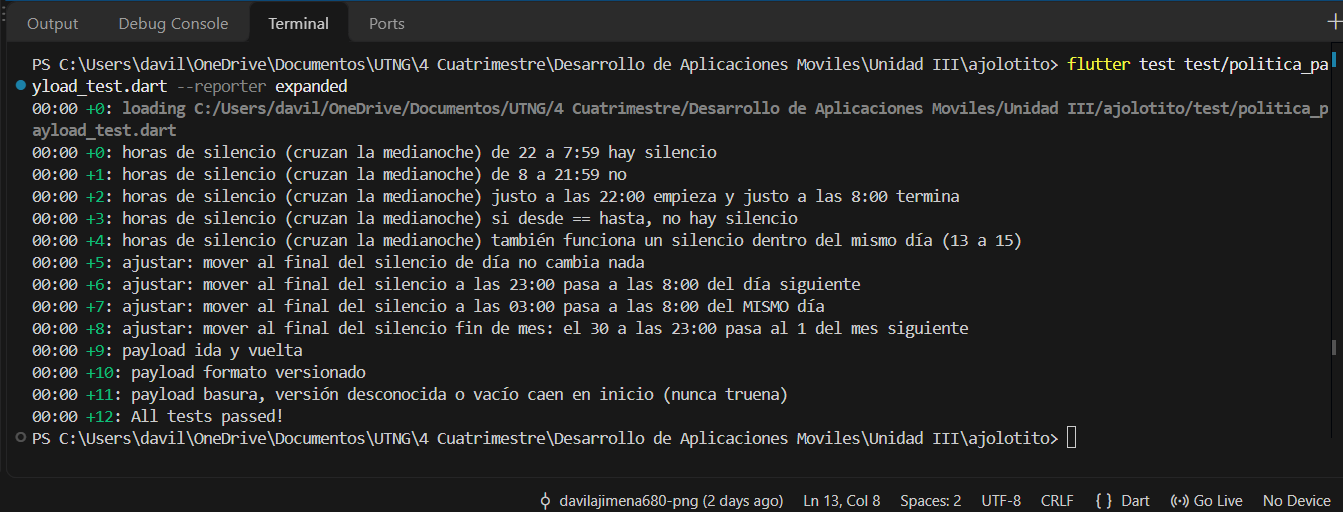 Output Debug Console Terminal Ports
PS C:\Users\davil\OneDrive\Documentos\UTNG\4 Cuatrimestre\Desarrollo de Aplicaciones Moviles\Unidad III\ajolotito> flutter test test/politica_pa
yload_test.dart --reporter expanded
00:00 +0: loading C:/Users/davil/OneDrive/Documentos/UTNG/4 Cuatrimestre/Desarrollo de Aplicaciones Moviles/Unidad III/ajolotito/test/politica_p
ayload_test.dart
00:00 +0: horas de silencio (cruzan la medianoche) de 22 a 7:59 hay silencio
00:00 +1: horas de silencio (cruzan la medianoche) de 8 a 21:59 no
00:00 +2: horas de silencio (cruzan la medianoche) justo a las 22:00 empieza y justo a las 8:00 termina
00:00 +3: horas de silencio (cruzan la medianoche) si desde == hasta, no hay silencio
00:00 +4: horas de silencio (cruzan la medianoche) también funciona un silencio dentro del mismo día (13 a 15)
00:00 +5: ajustar: mover al final del silencio de día no cambia nada
00:00 +6: ajustar: mover al final del silencio a las 23:00 pasa a las 8:00 del día siguiente
00:00 +7: ajustar: mover al final del silencio a las 03:00 pasa a las 8:00 del MISMO día
00:00 +8: ajustar: mover al final del silencio fin de mes: el 30 a las 23:00 pasa al 1 del mes siguiente
00:00 +9: payload ida y vuelta
00:00 +10: payload formato versionado
00:00 +11: payload basura, versión desconocida o vacío caen en inicio (nunca truena)
00:00 +12: All tests passed!
PS C:\Users\davil\OneDrive\Documentos\UTNG\4 Cuatrimestre\Desarrollo de Aplicaciones Moviles\Unidad III\ajolotito>
davilajimena680-png (2 days ago) Ln 13, Col 8 Spaces: 2 UTF-8 CRLF {} Dart Go Live No Device